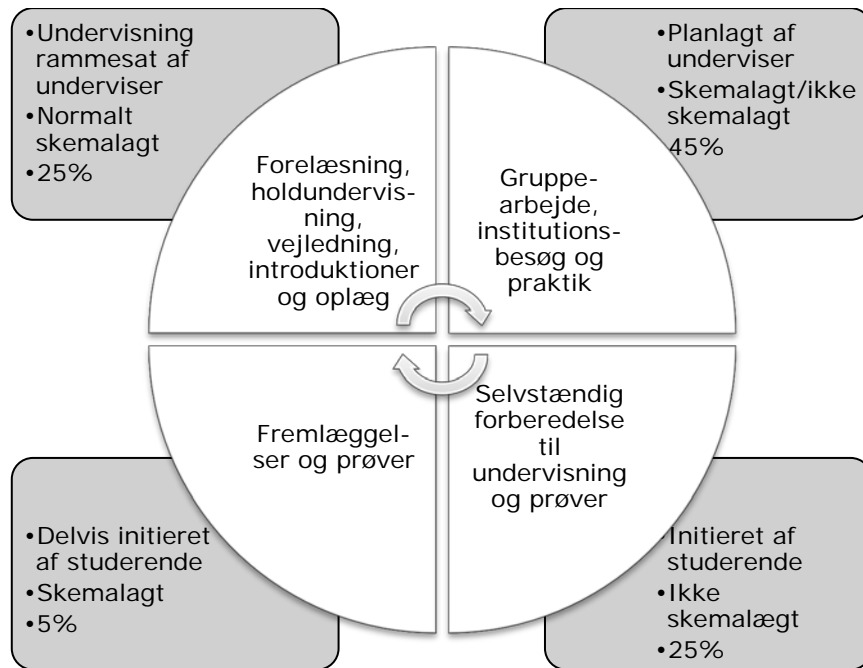 •Undervisning
rammesat af
underviser
•Normalt
skemalagt
•25%
•Planlagt af
underviser
•Skemalagt/ikke
skemalagt
•45%
Forelæsning,
holdundervis-
ning,
vejledning,
introduktioner
og oplæg
Gruppe-
arbejde,
institutions-
besøg og
praktik
Fremlæggel-
ser og prøver
Selvstændig
forberedelse
til
undervisning
og prøver
•Delvis initieret
af studerende
•Skemalagt
•5%
•Initieret af
studerende
•Ikke
skemalægt
•25%